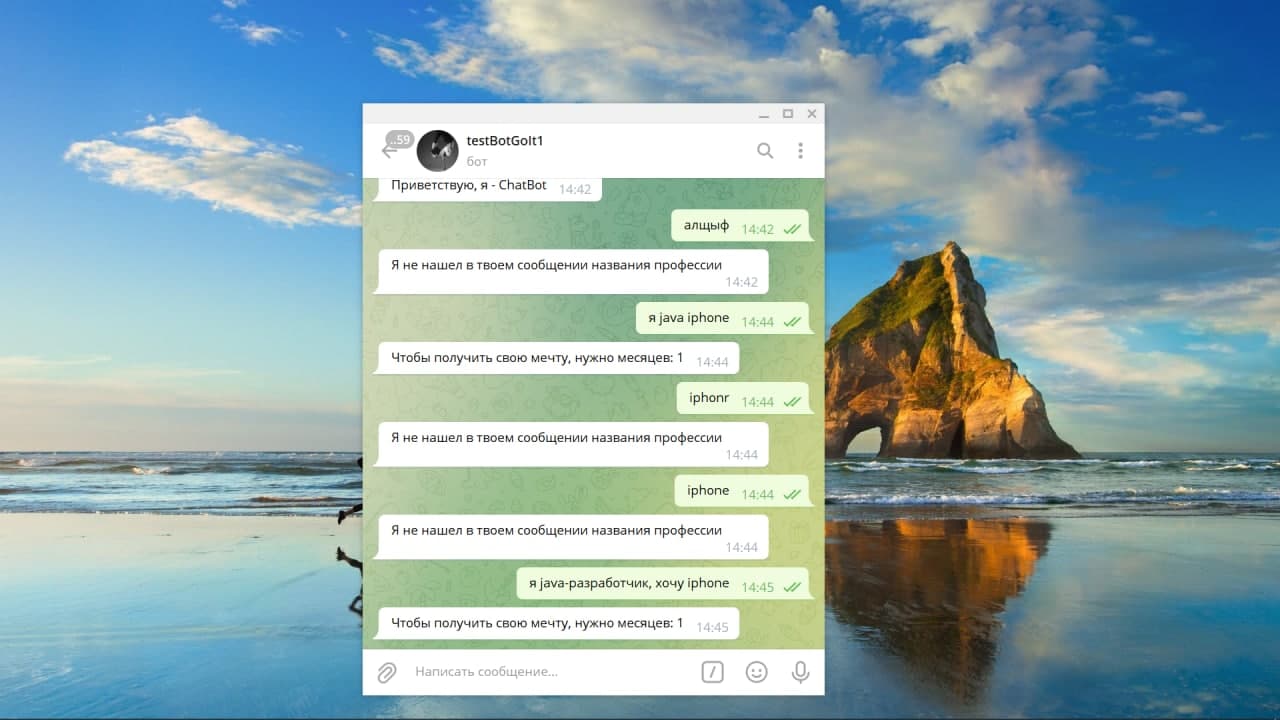 ..59
testBotGoIt1
бот
Приветствую, я - ChatBot 14:42
алщыф 14:42
Я не нашел в твоем сообщении названия профессии
14:42
я java iphone 14:44
Чтобы получить свою мечту, нужно месяцев: 1 14:44
iphonr 14:44
Я не нашел в твоем сообщении названия профессии
14:44
iphone 14:44
Я не нашел в твоем сообщении названия профессии
14:44
я java-разработчик, хочу iphone 14:45
Чтобы получить свою мечту, нужно месяцев: 1 14:45
Написать сообщение...